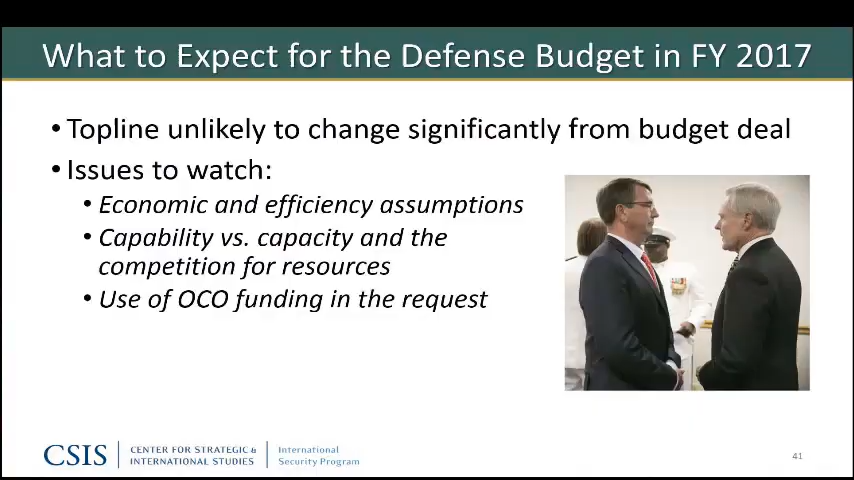 What to Expect for the Defense Budget in FY 2017
• Topline unlikely to change significantly from budget deal
• Issues to watch:
• Economic and efficiency assumptions
• Capability vs. capacity and the
competition for resources
• Use of OCO funding in the request
CSIS
CENTER FOR STRATEGIC &
INTERNATIONAL STUDIES
International
Security Program
41